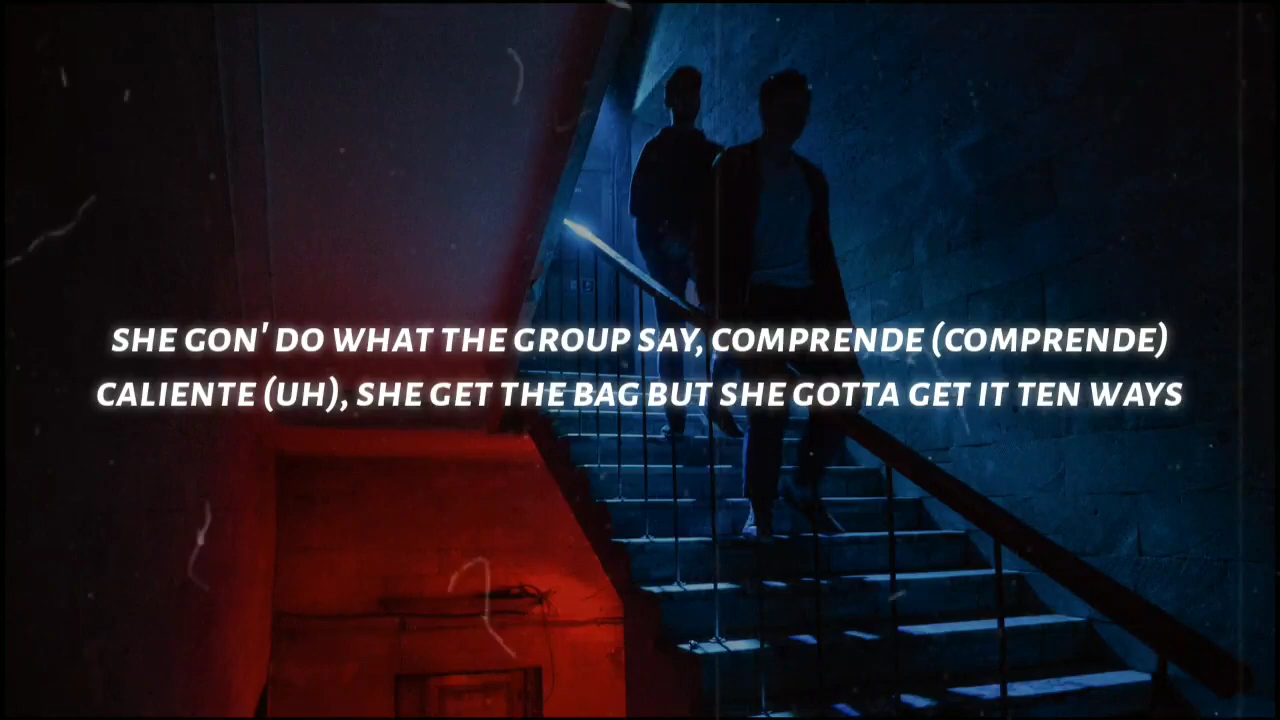 SHE GON' DO WHAT THE GROUP SAY, COMPRENDE (COMPRENDE)
CALIENTE (UH), SHE GET THE BAG BUT SHE GOTTA GET IT TEN WAYS